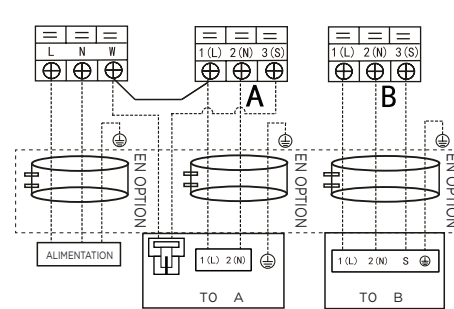 L N W
1(L) 2(N) 3(S)
1(L) 2(N) 3(S)
A
B
EN OPTION
EN OPTION
EN OPTION
ALIMENTATION
1(L) 2(N)
1(L) 2(N) S
TO A
TO B